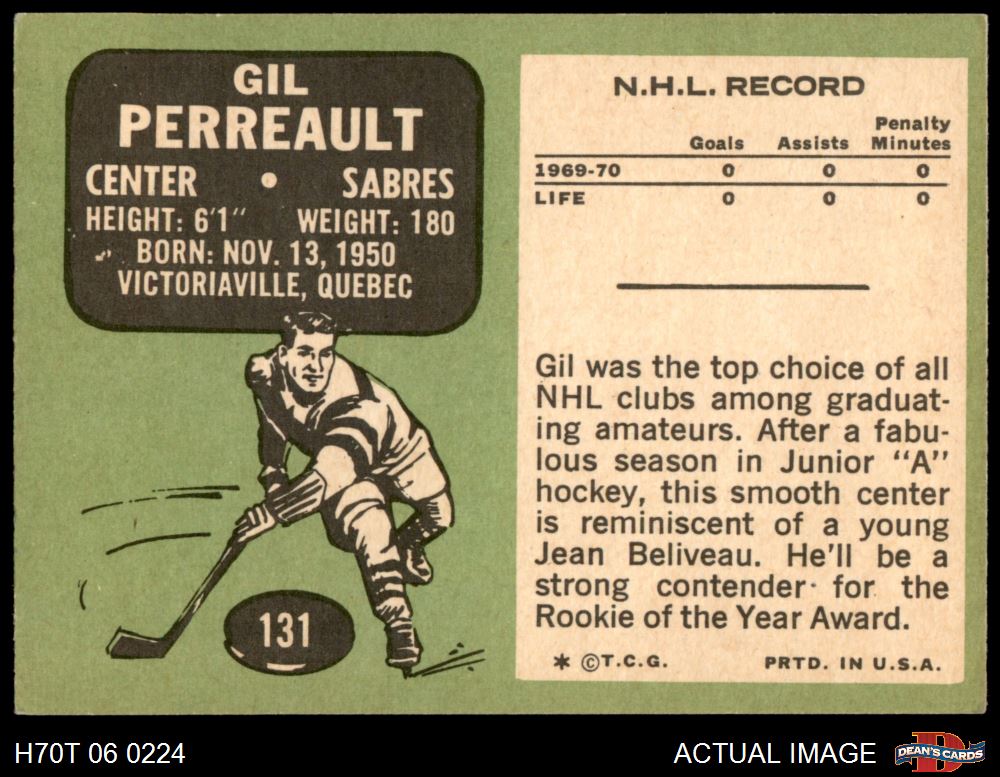 GIL
PERREAULT
CENTER • SABRES
HEIGHT: 6'1" WEIGHT: 180
BORN: NOV. 13, 1950
VICTORIAVILLE, QUEBEC
131
N.H.L. RECORD
Goals Assists Penalty Minutes
1969-70 0 0 0
LIFE 0 0 0
Gil was the top choice of all
NHL clubs among graduat-
ing amateurs. After a fabu-
lous season in Junior "A"
hockey, this smooth center
is reminiscent of a young
Jean Beliveau. He'll be a
strong contender for the
Rookie of the Year Award.
* ©T.C.G. PRTD. IN U.S.A.
H70T 06 0224 ACTUAL IMAGE D DEAN'S CARDS